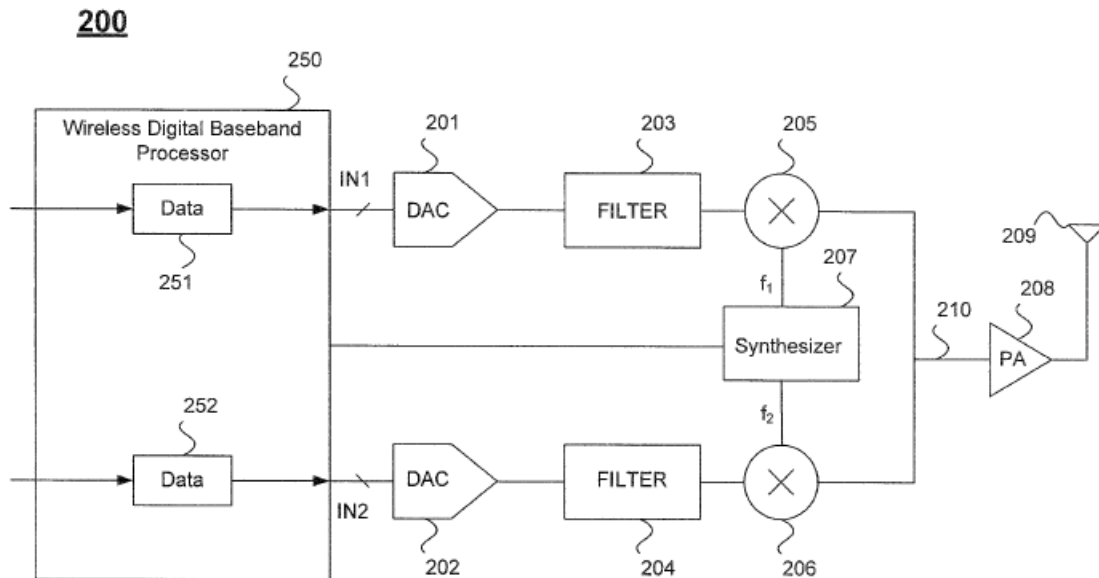 200
250
Wireless Digital Baseband
Processor
201
203
205
IN1
Data
DAC
FILTER
209
251
207
f1
208
210
Synthesizer
PA
252
f2
Data
DAC
FILTER
IN2
202
204
206